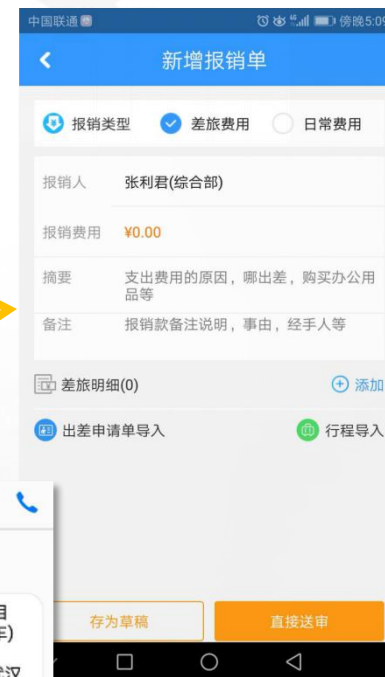 中国联通 46 傍晚5:09
新增报销单
报销类型 差旅费用 日常费用
报销人 张利君(综合部)
报销费用 ¥0.00
摘要 支出费用的原因，哪出差，购买办公用
品等
备注 报销款备注说明，事由，经手人等
差旅明细(0) 添加
出差申请单导入 行程导入
存为草稿 直接送审